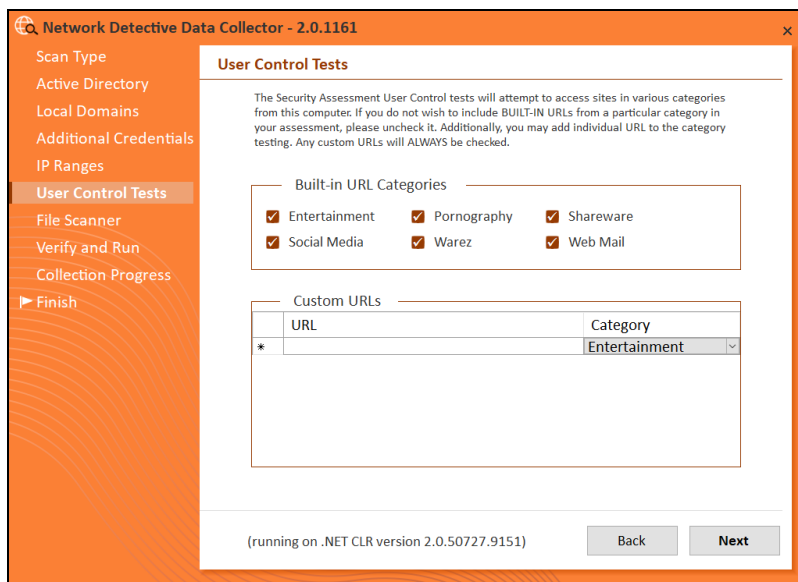 Network Detective Data Collector - 2.0.1161
×
Scan Type
Active Directory
Local Domains
Additional Credentials
IP Ranges
User Control Tests
File Scanner
Verify and Run
Collection Progress
Finish
User Control Tests
The Security Assessment User Control tests will attempt to access sites in various categories
from this computer. If you do not wish to include BUILT-IN URLs from a particular category in
your assessment, please uncheck it. Additionally, you may add individual URL to the category
testing. Any custom URLs will ALWAYS be checked.
Built-in URL Categories
Entertainment Pornography Shareware
Social Media Warez Web Mail
Custom URLs
URL Category
* Entertainment
(running on .NET CLR version 2.0.50727.9151) Back Next